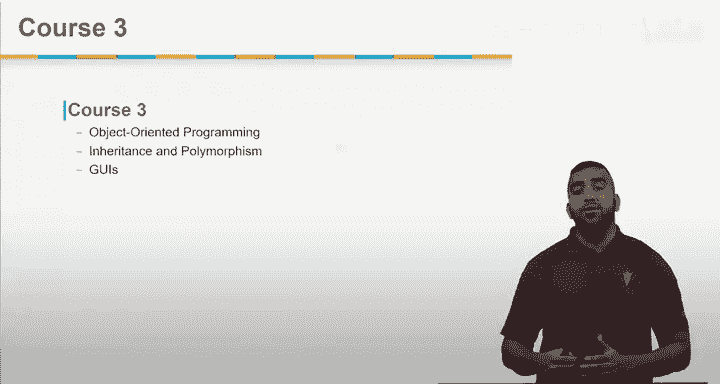 Course 3
Course 3
– Object-Oriented Programming
– Inheritance and Polymorphism
– GUIs